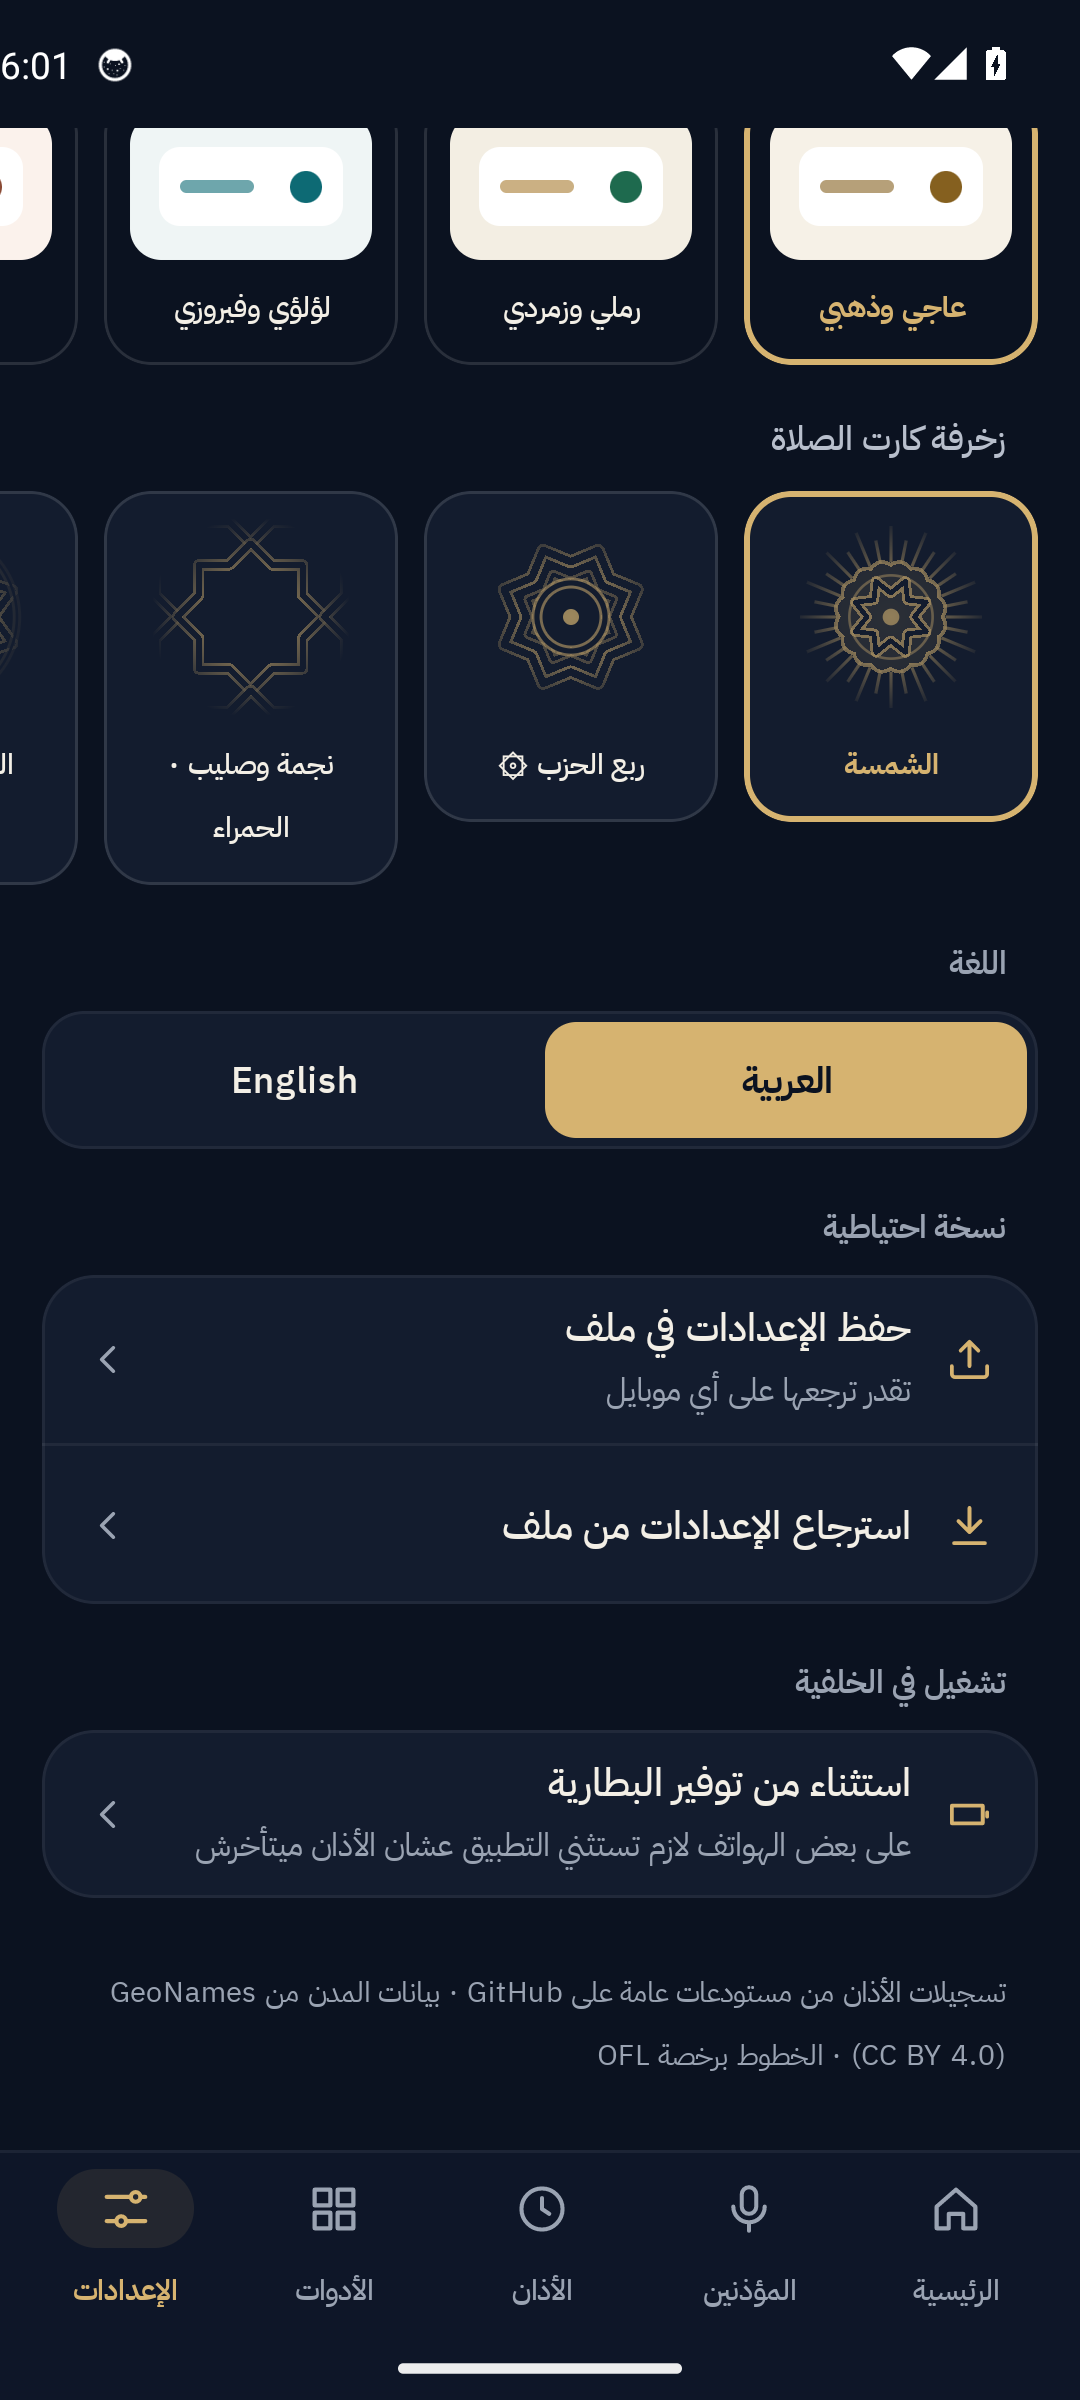 6:01
عاجي وذهبي
رملي وزمردي
لؤلؤي وفيروزي
زخرفة كارت الصلاة
الشمسة
ربع الحزب ۞
نجمة وصليب ·
الحمراء
اللغة
العربية
English
نسخة احتياطية
حفظ الإعدادات في ملف
تقدر ترجعها على أي موبايل
استرجاع الإعدادات من ملف
تشغيل في الخلفية
استثناء من توفير البطارية
على بعض الهواتف لازم تستثني التطبيق عشان الأذان ميتأخرش
تسجيلات الأذان من مستودعات عامة على GitHub · بيانات المدن من GeoNames
(CC BY 4.0) · الخطوط برخصة OFL
الرئيسية
المؤذنين
الأذان
الأدوات
الإعدادات